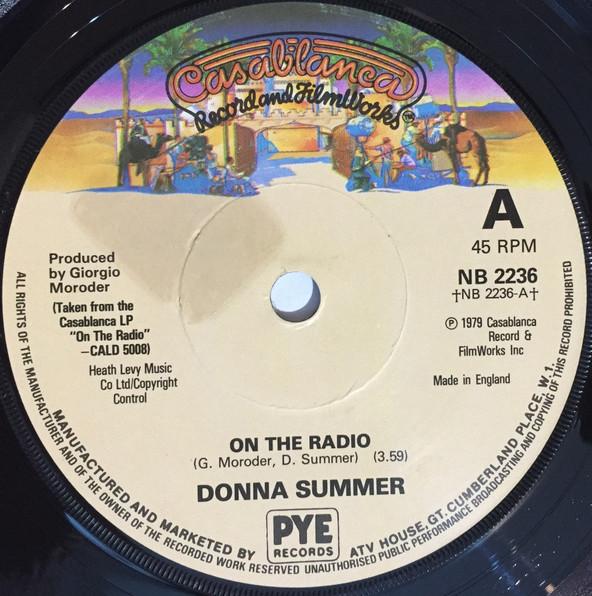 Casablanca
Record and FilmWorks
A
45 RPM
NB 2236
†NB 2236-A†
℗ 1979 Casablanca
Record &
FilmWorks Inc
Made in England
Produced
by Giorgio
Moroder
(Taken from the
Casablanca LP
"On The Radio"
–CALD 5008)
Heath Levy Music
Co Ltd/Copyright
Control
ON THE RADIO
(G. Moroder, D. Summer) (3.59)
DONNA SUMMER
MANUFACTURED AND MARKETED BY PYE RECORDS ATV HOUSE, GT. CUMBERLAND PLACE, W.1.
ALL RIGHTS OF THE MANUFACTURER AND OF THE OWNER OF THE RECORDED WORK RESERVED UNAUTHORISED PUBLIC PERFORMANCE BROADCASTING AND COPYING OF THIS RECORD PROHIBITED